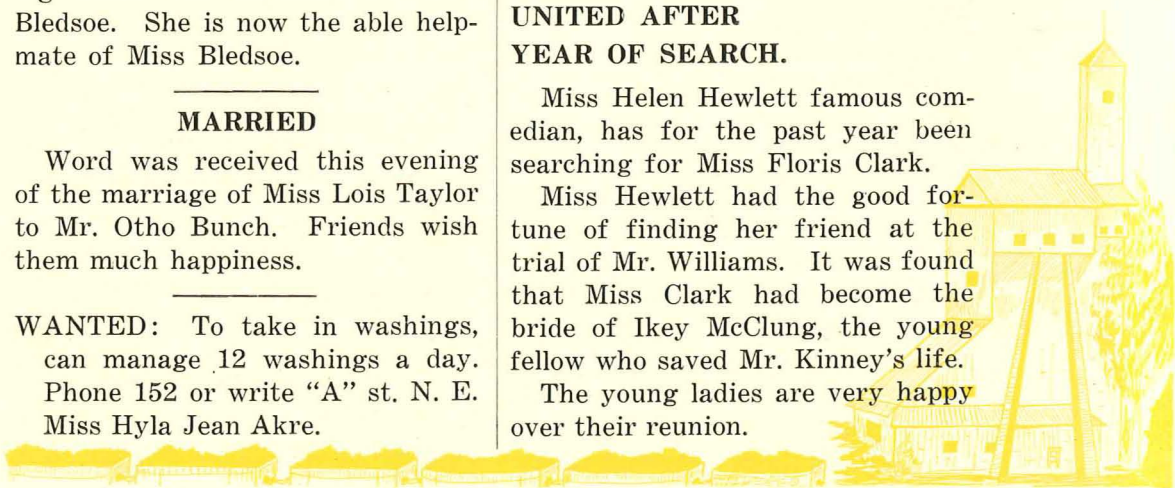 Bledsoe. She is now the able help-
mate of Miss Bledsoe.
MARRIED
Word was received this evening
of the marriage of Miss Lois Taylor
to Mr. Otho Bunch. Friends wish
them much happiness.
WANTED: To take in washings,
can manage 12 washings a day.
Phone 152 or write "A" st. N. E.
Miss Hyla Jean Akre.
UNITED AFTER
YEAR OF SEARCH.
Miss Helen Hewlett famous com-
edian, has for the past year been
searching for Miss Floris Clark.
Miss Hewlett had the good for-
tune of finding her friend at the
trial of Mr. Williams. It was found
that Miss Clark had become the
bride of Ikey McClung, the young
fellow who saved Mr. Kinney's life.
The young ladies are very happy
over their reunion.